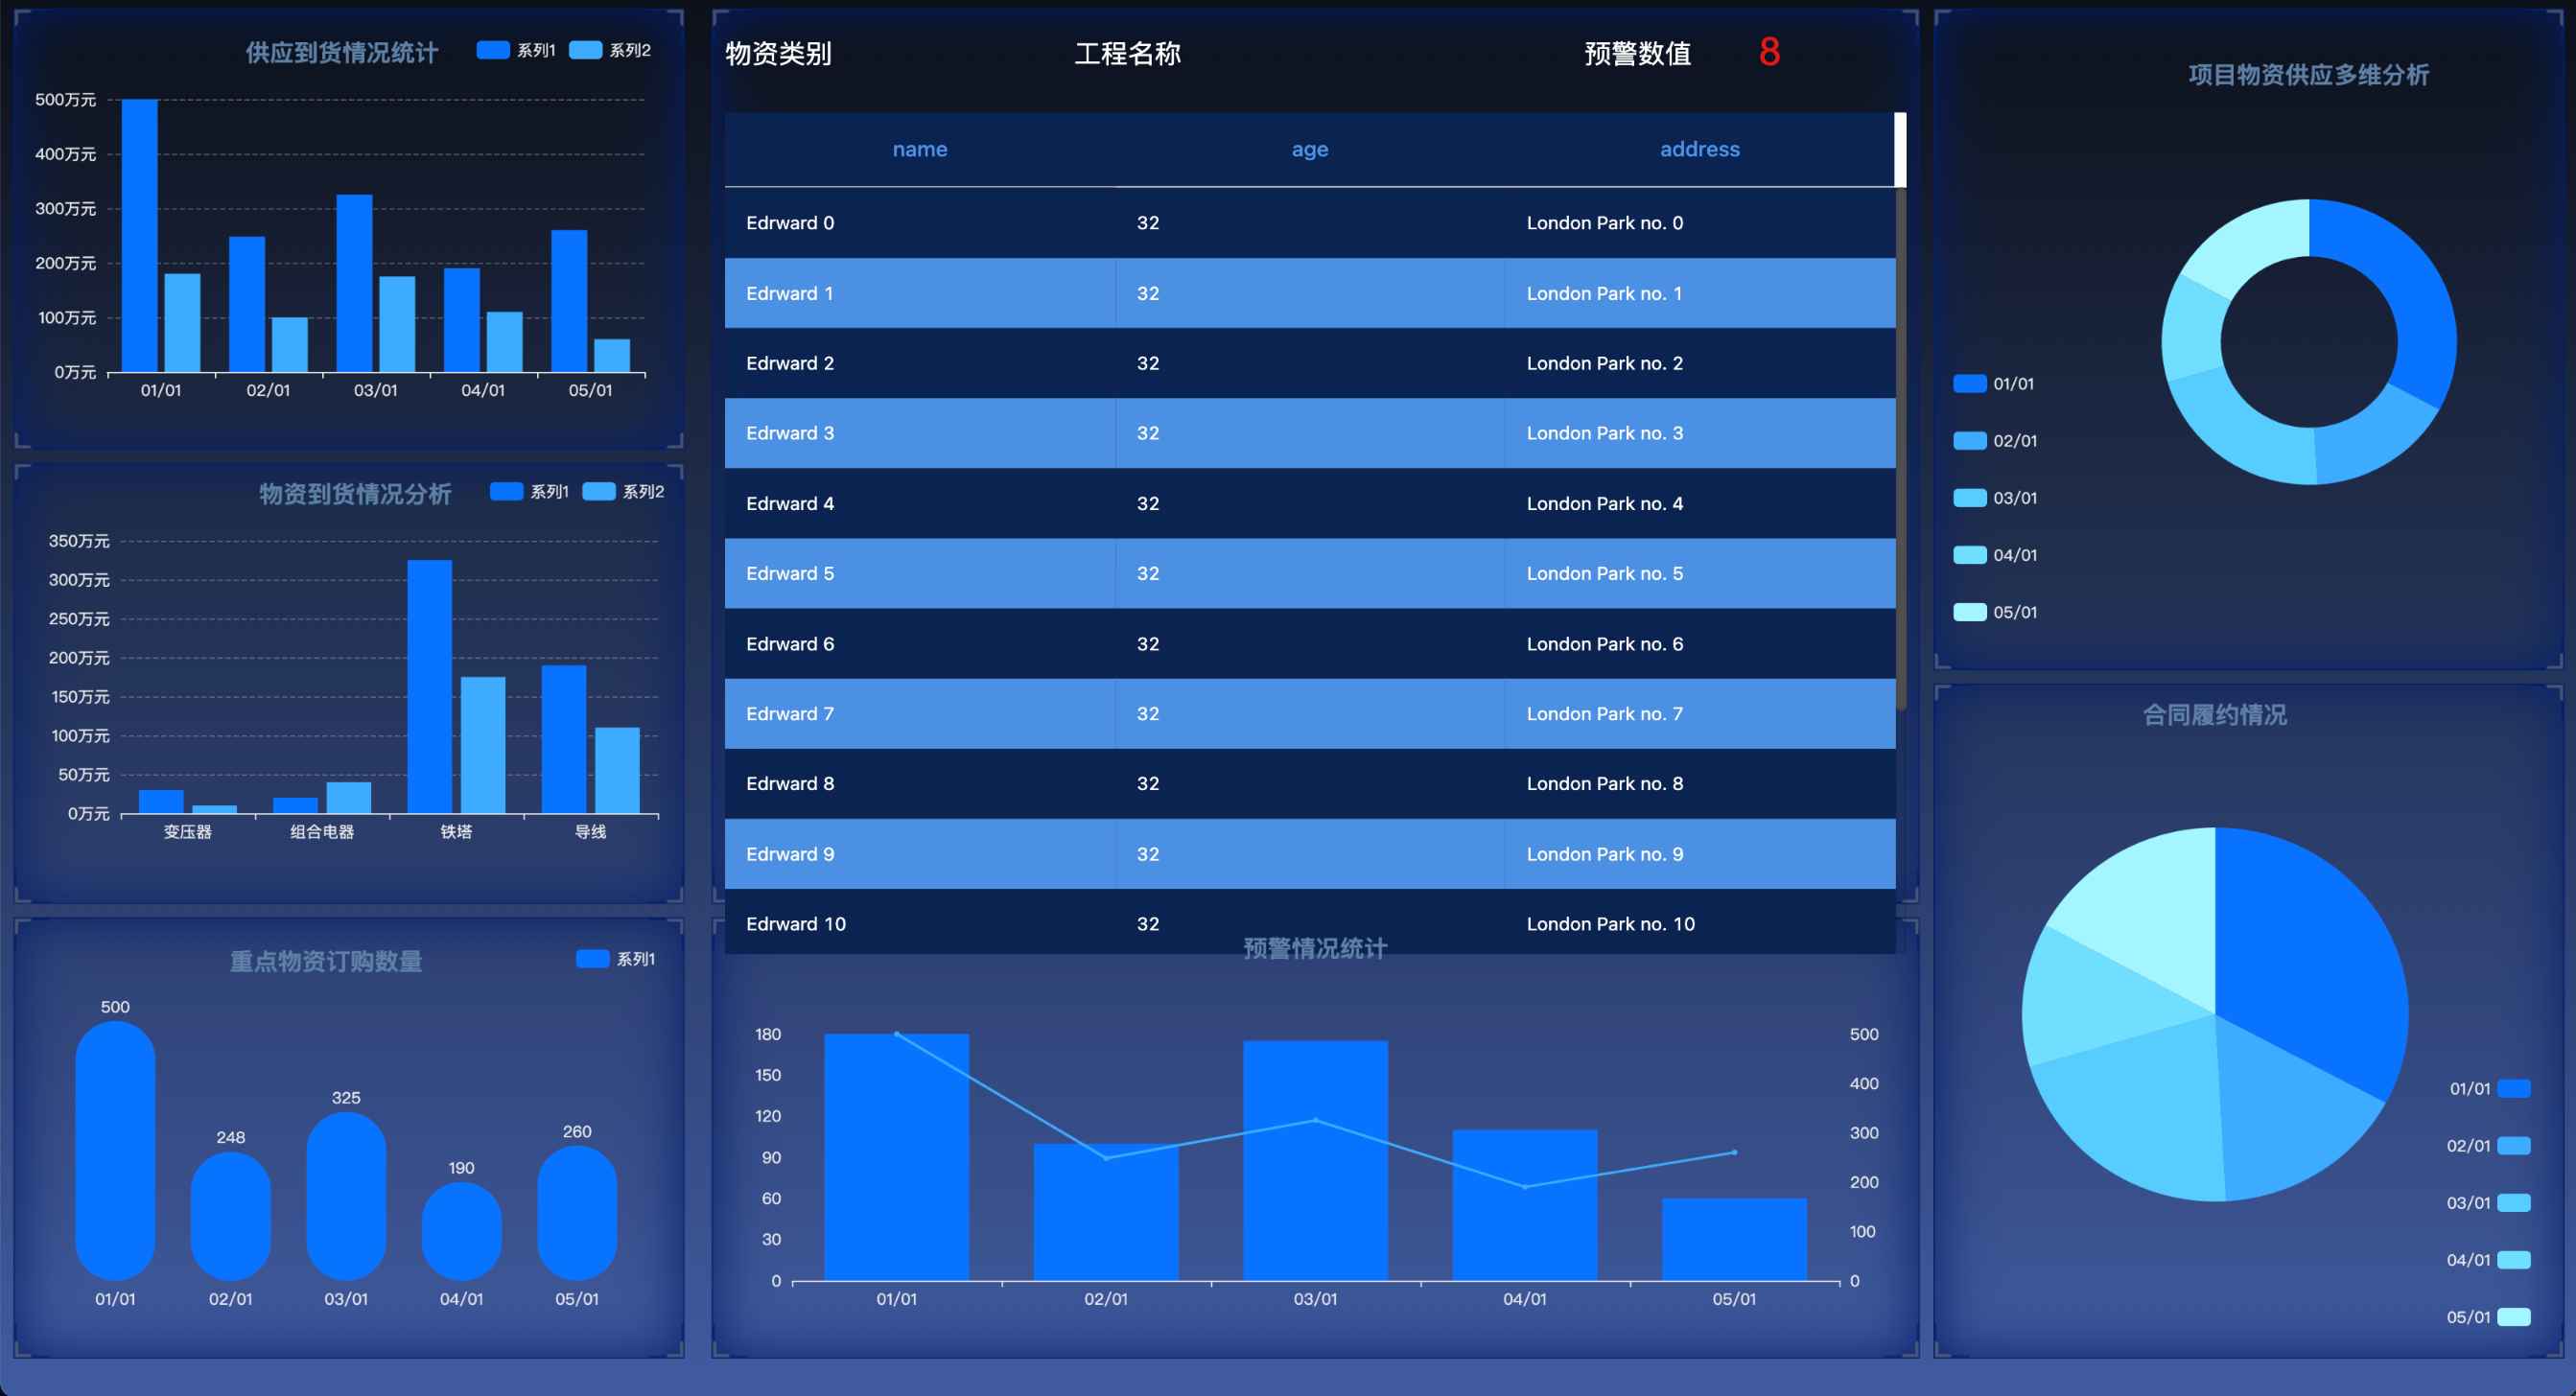 供应到货情况统计 系列1 系列2
500万元
400万元
300万元
200万元
100万元
0万元
01/01 02/01 03/01 04/01 05/01
物资到货情况分析 系列1 系列2
350万元
300万元
250万元
200万元
150万元
100万元
50万元
0万元
变压器 组合电器 铁塔 导线
重点物资订购数量 系列1
500
248
325
190
260
01/01 02/01 03/01 04/01 05/01
物资类别 工程名称 预警数值 8
name age address
Edrward 0 32 London Park no. 0
Edrward 1 32 London Park no. 1
Edrward 2 32 London Park no. 2
Edrward 3 32 London Park no. 3
Edrward 4 32 London Park no. 4
Edrward 5 32 London Park no. 5
Edrward 6 32 London Park no. 6
Edrward 7 32 London Park no. 7
Edrward 8 32 London Park no. 8
Edrward 9 32 London Park no. 9
Edrward 10 32 London Park no. 10
预警情况统计
180
150
120
90
60
30
0
500
400
300
200
100
0
01/01 02/01 03/01 04/01 05/01
项目物资供应多维分析
01/01
02/01
03/01
04/01
05/01
合同履约情况
01/01
02/01
03/01
04/01
05/01